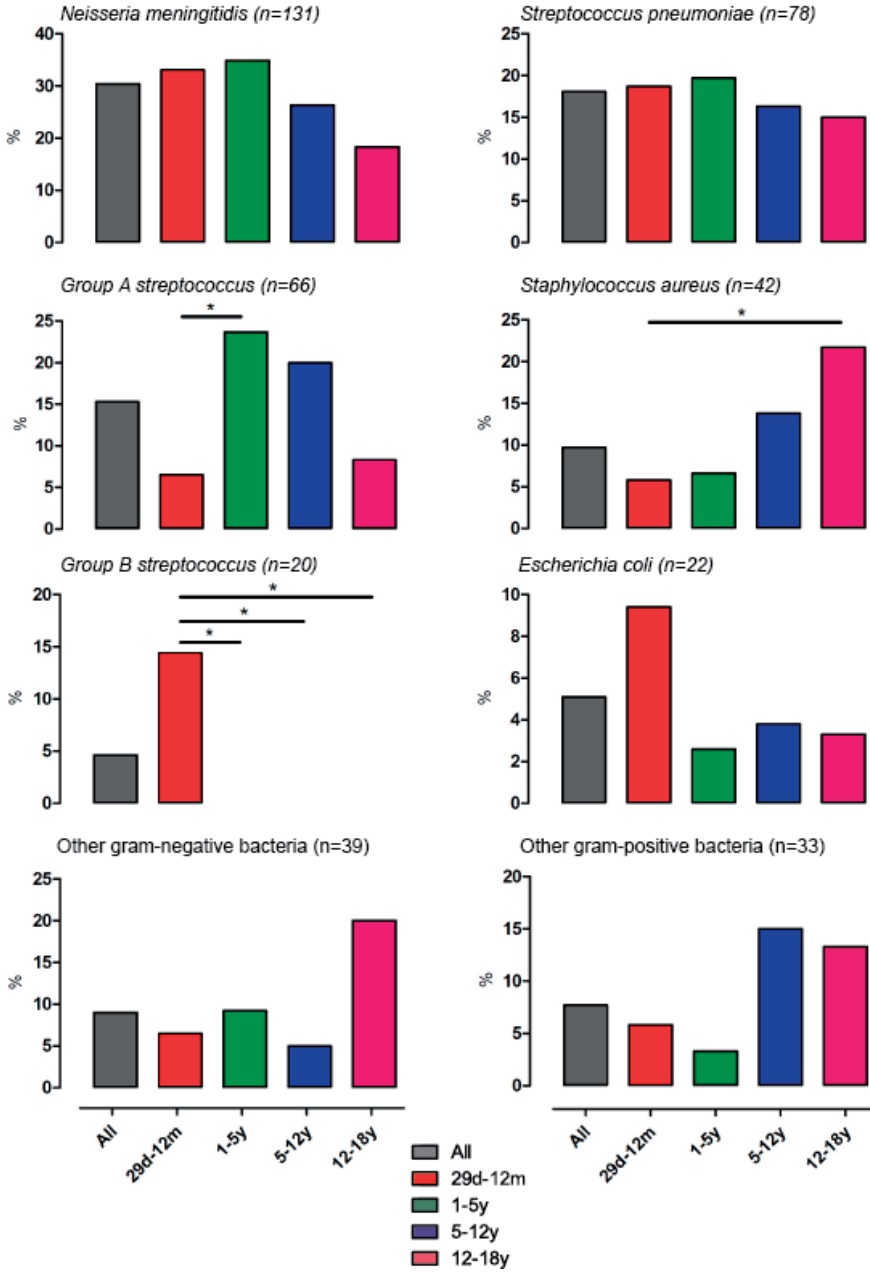 Neisseria meningitidis (n=131)
40
30
20
10
0
%
Streptococcus pneumoniae (n=78)
25
20
15
10
5
0
%
Group A streptococcus (n=66)
*
25
20
15
10
5
0
%
Staphylococcus aureus (n=42)
*
25
20
15
10
5
0
%
Group B streptococcus (n=20)
*
*
*
20
15
10
5
0
%
Escherichia coli (n=22)
10
8
6
4
2
0
%
Other gram-negative bacteria (n=39)
25
20
15
10
5
0
%
All
29d-12m
1-5y
5-12y
12-18y
Other gram-positive bacteria (n=33)
20
15
10
5
0
%
All
29d-12m
1-5y
5-12y
12-18y
All
29d-12m
1-5y
5-12y
12-18y